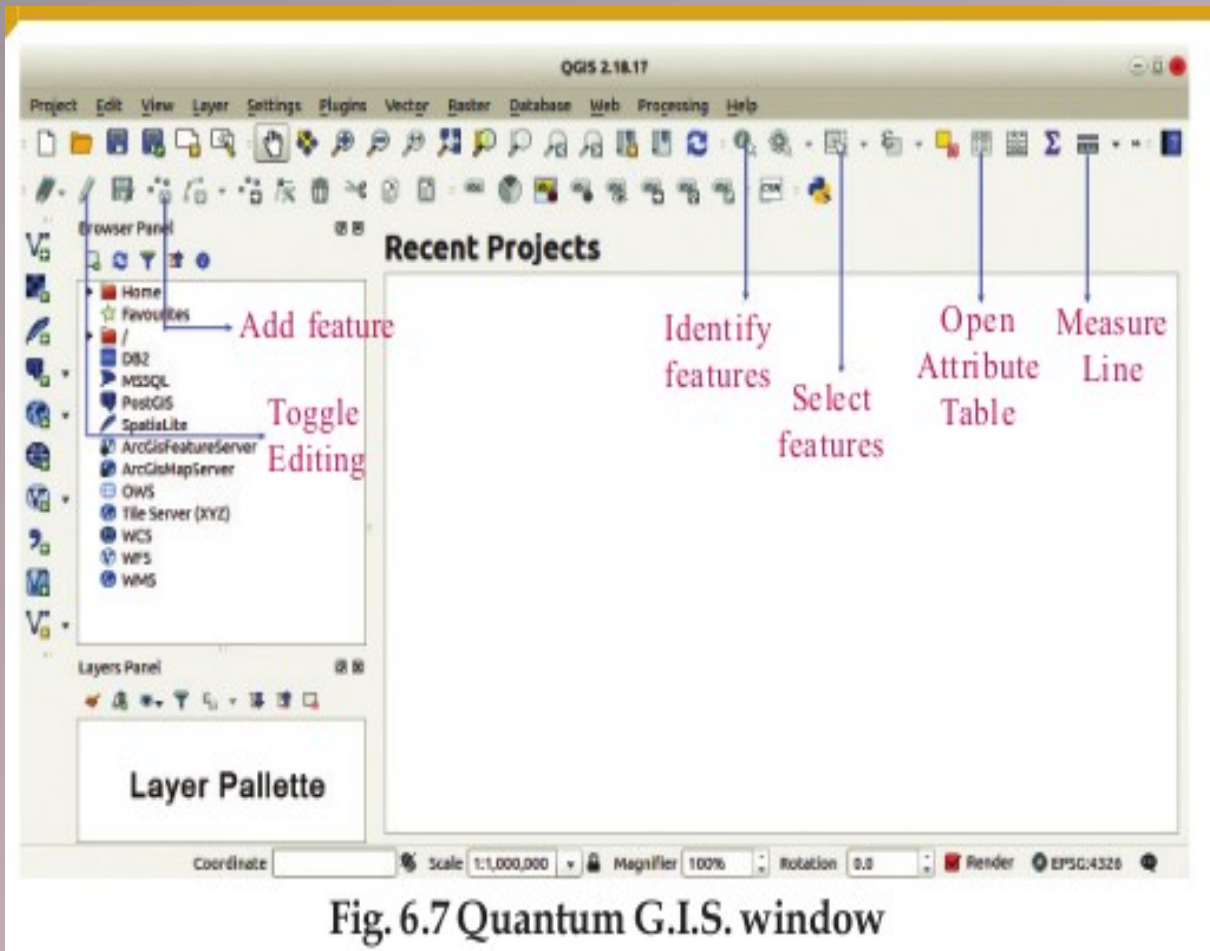 QGIS 2.18.17
Project Edit View Layer Settings Plugins Vector Raster Database Web Processing Help
Browser Panel
Recent Projects
Home
Favourites
/
DB2
MSSQL
PostGIS
SpatiaLite
ArcGisFeatureServer
ArcGisMapServer
OWS
Tile Server (XYZ)
WCS
WFS
WMS
Add feature
Toggle
Editing
Identify
features
Select
features
Open
Attribute
Table
Measure
Line
Layers Panel
Layer Pallette
Coordinate Scale 1:1,000,000 Magnifier 100% Rotation 0.0 Render EPSG:4326
Fig. 6.7 Quantum G.I.S. window